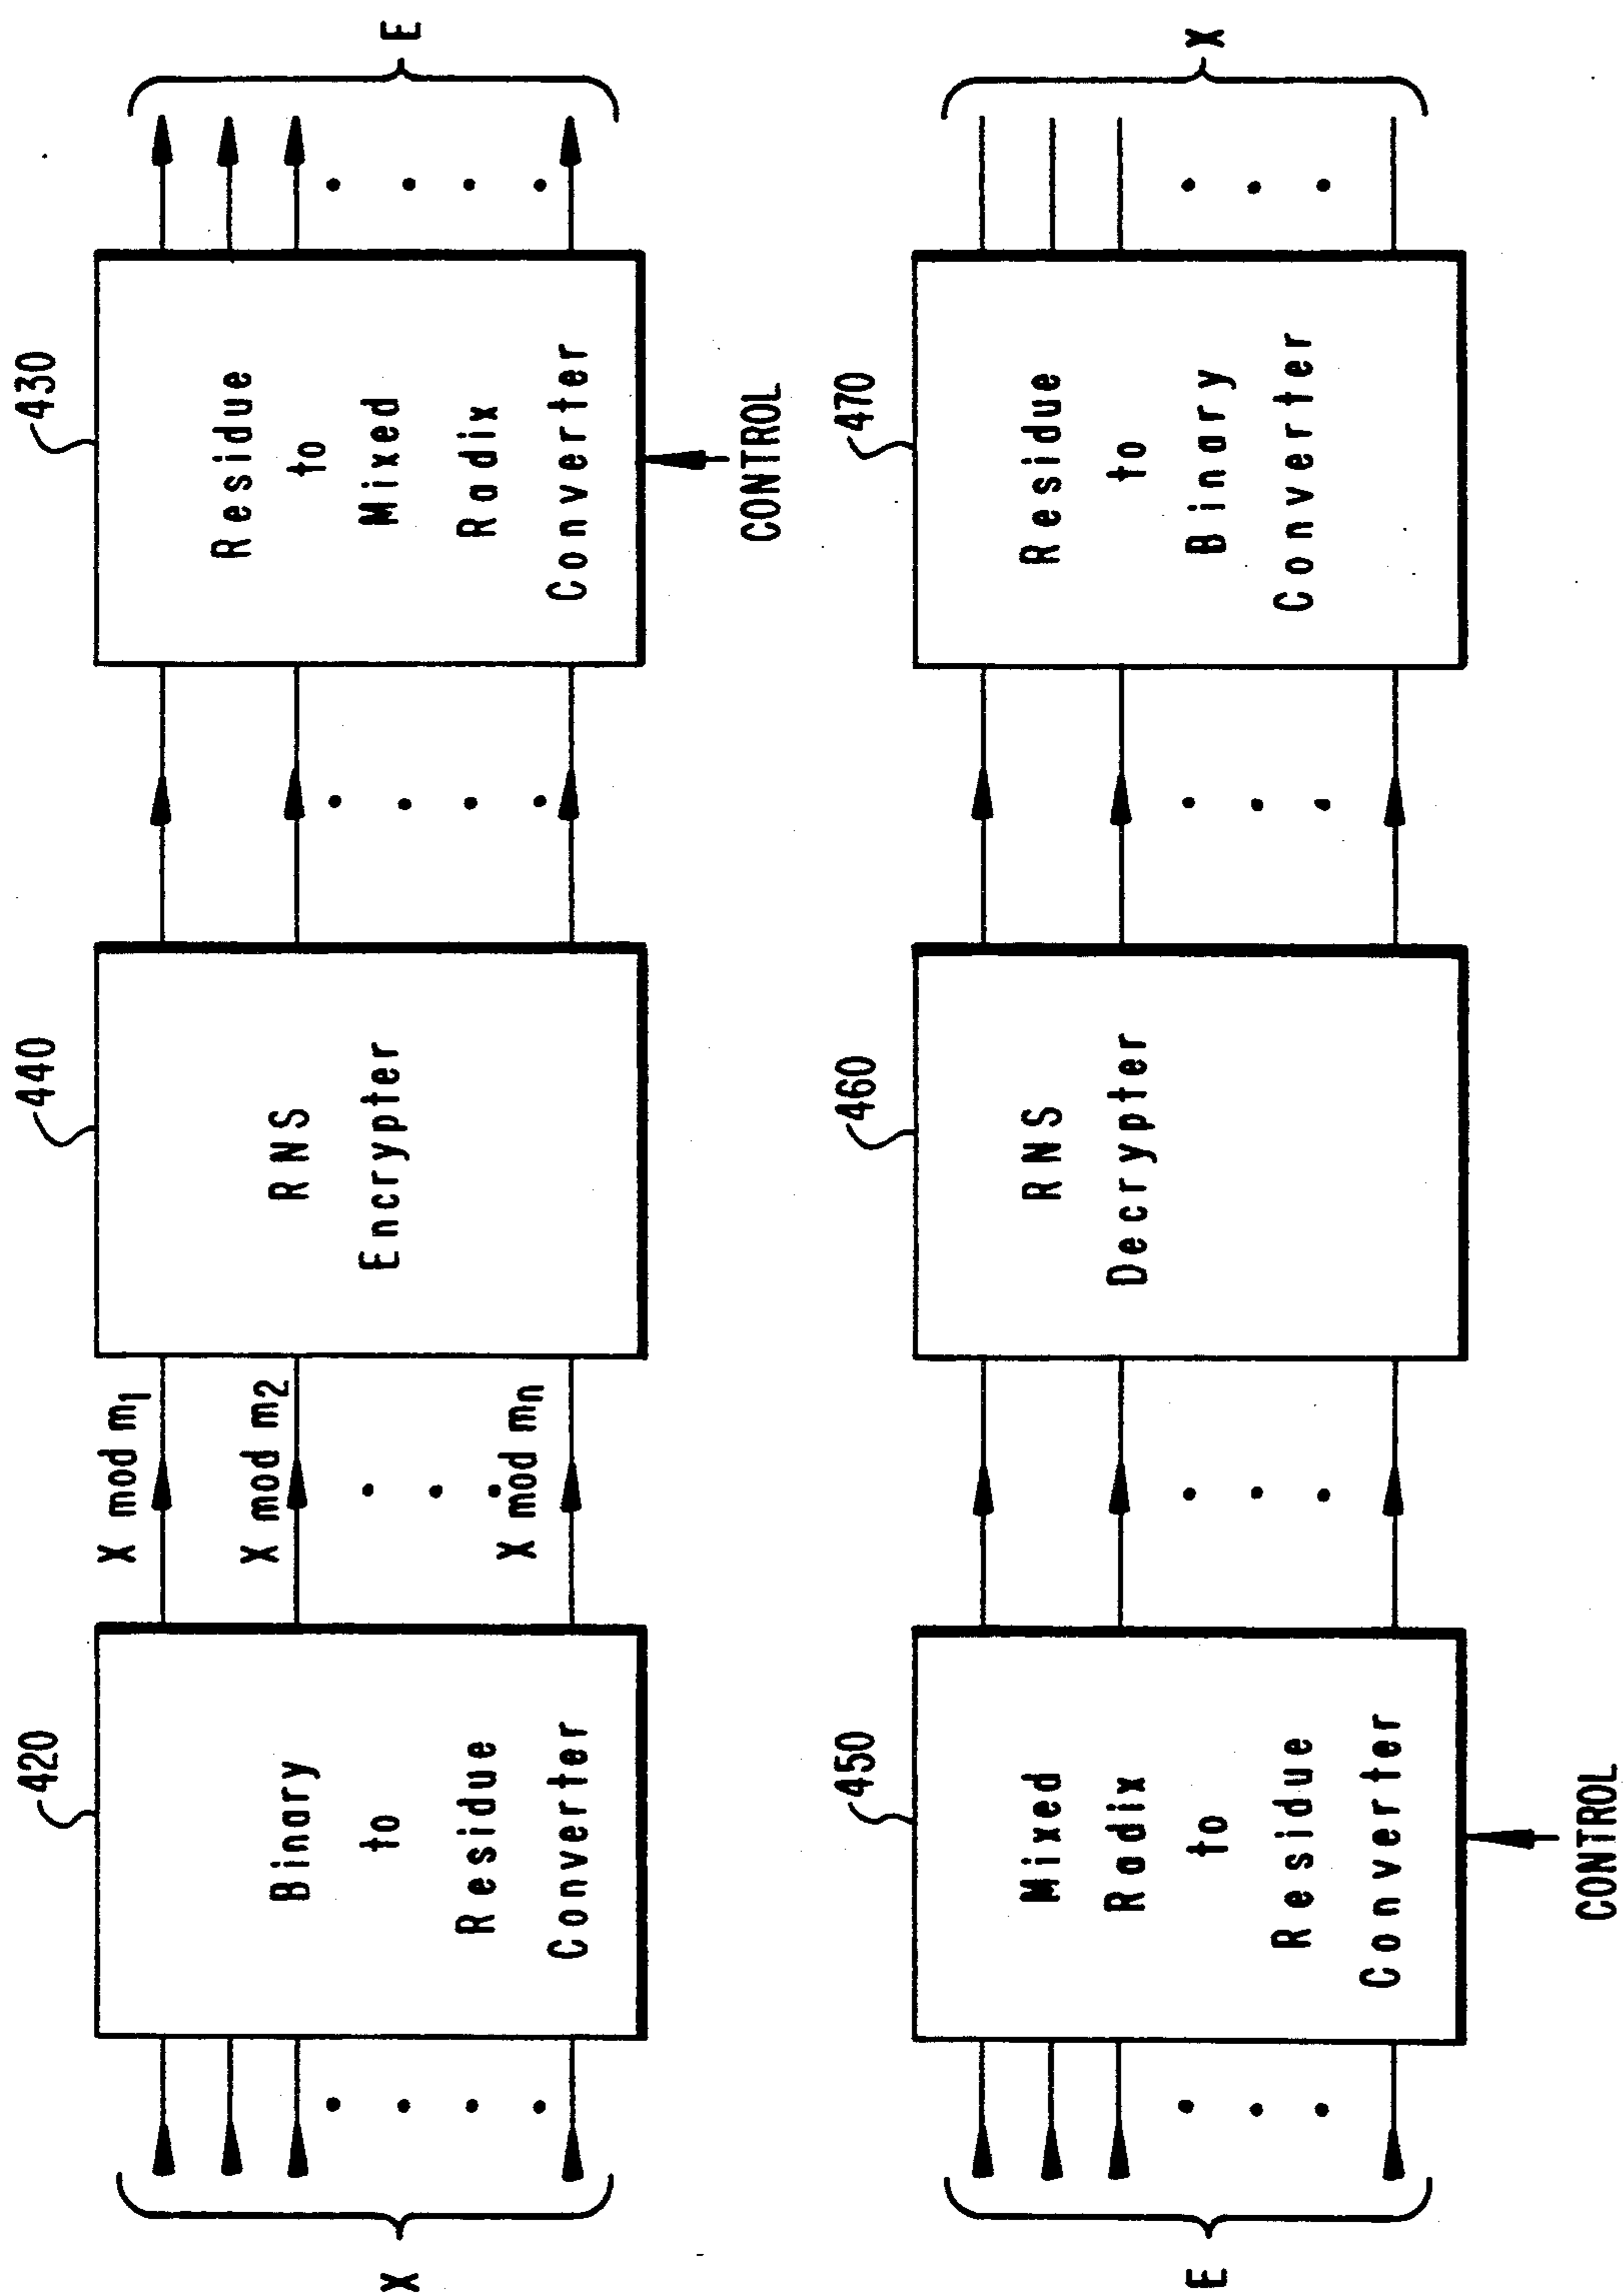 X
420
Binary
to
Residue
Converter
X mod m1
X mod m2
X mod mn
440
RNS
Encrypter
430
Residue
to
Mixed
Radix
Converter
CONTROL
E
E
450
Mixed
Radix
to
Residue
Converter
CONTROL
460
RNS
Decrypter
470
Residue
to
Binary
Converter
X